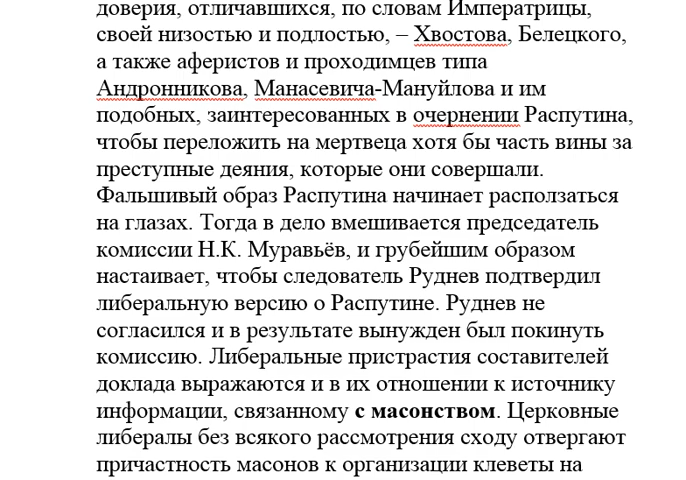 доверия, отличавшихся, по словам Императрицы,
своей низостью и подлостью, – Хвостова, Белецкого,
а также аферистов и проходимцев типа
Андронникова, Манасевича-Мануйлова и им
подобных, заинтересованных в очернении Распутина,
чтобы переложить на мертвеца хотя бы часть вины за
преступные деяния, которые они совершали.
Фальшивый образ Распутина начинает расползаться
на глазах. Тогда в дело вмешивается председатель
комиссии Н.К. Муравьёв, и грубейшим образом
настаивает, чтобы следователь Руднев подтвердил
либеральную версию о Распутине. Руднев не
согласился и в результате вынужден был покинуть
комиссию. Либеральные пристрастия составителей
доклада выражаются и в их отношении к источнику
информации, связанному с масонством. Церковные
либералы без всякого рассмотрения сходу отвергают
причастность масонов к организации клеветы на